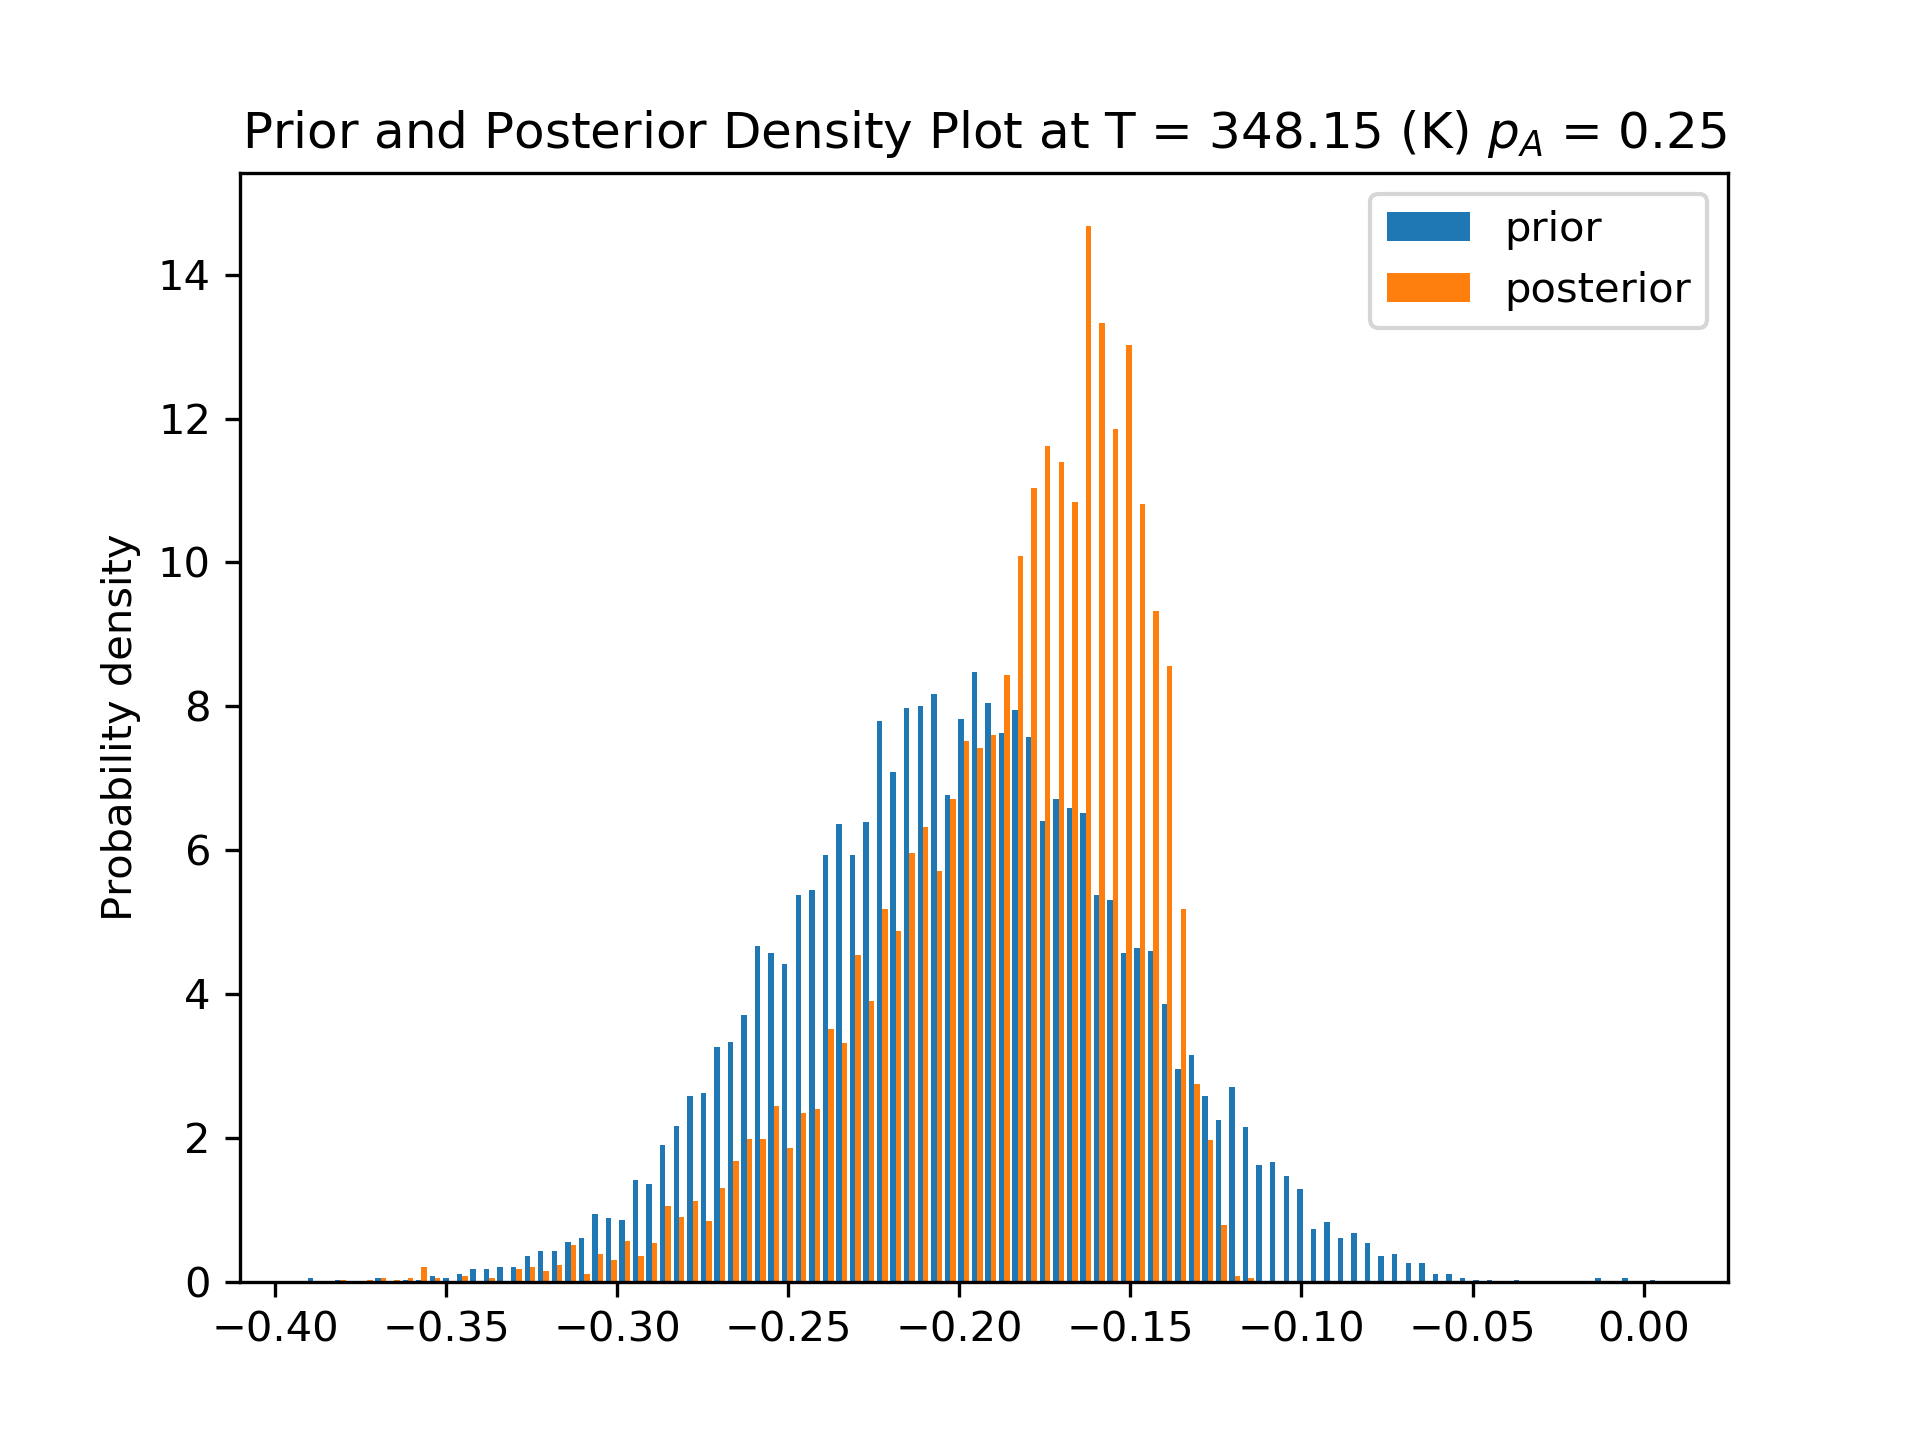 Prior and Posterior Density Plot at T = 348.15 (K) p_A = 0.25
prior
posterior
Probability density
14
12
10
8
6
4
2
0
−0.40 −0.35 −0.30 −0.25 −0.20 −0.15 −0.10 −0.05 0.00